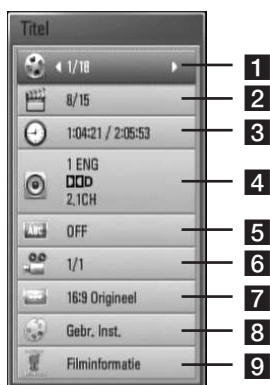 Titel
1/18 1
8/15 2
1:04:21 / 2:05:53 3
1 ENG
D
2.1CH 4
ABC OFF 5
1/1 6
16:9 Origineel 7
Gebr. Inst. 8
Filminformatie 9